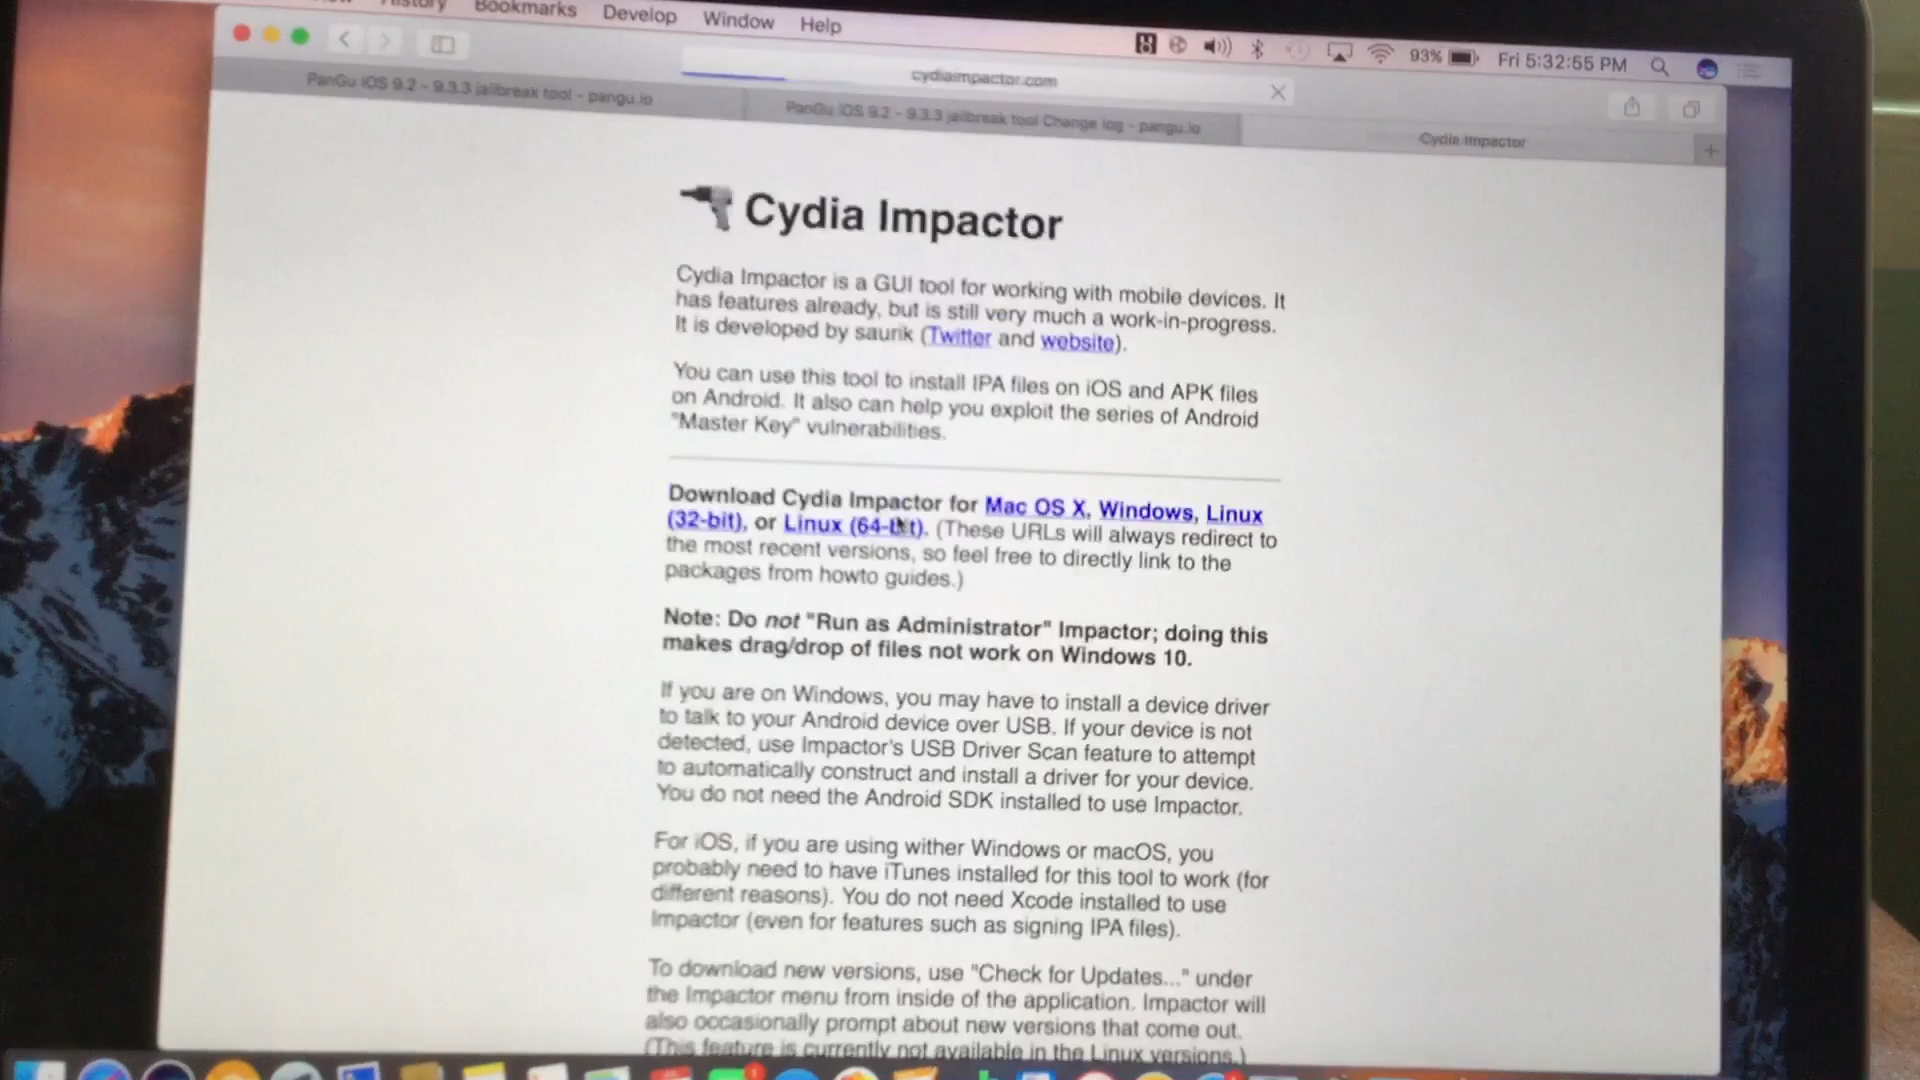 History Bookmarks Develop Window Help
93% Fri 5:32:55 PM
cydiaimpactor.com
PanGu iOS 9.2 - 9.3.3 jailbreak tool - pangu.io
PanGu iOS 9.2 - 9.3.3 jailbreak tool Change log - pangu.io
Cydia Impactor
Cydia Impactor
Cydia Impactor is a GUI tool for working with mobile devices. It
has features already, but is still very much a work-in-progress.
It is developed by saurik (Twitter and website).
You can use this tool to install IPA files on iOS and APK files
on Android. It also can help you exploit the series of Android
"Master Key" vulnerabilities.
Download Cydia Impactor for Mac OS X, Windows, Linux
(32-bit), or Linux (64-bit). (These URLs will always redirect to
the most recent versions, so feel free to directly link to the
packages from howto guides.)
Note: Do not "Run as Administrator" Impactor; doing this
makes drag/drop of files not work on Windows 10.
If you are on Windows, you may have to install a device driver
to talk to your Android device over USB. If your device is not
detected, use Impactor's USB Driver Scan feature to attempt
to automatically construct and install a driver for your device.
You do not need the Android SDK installed to use Impactor.
For iOS, if you are using wither Windows or macOS, you
probably need to have iTunes installed for this tool to work (for
different reasons). You do not need Xcode installed to use
Impactor (even for features such as signing IPA files).
To download new versions, use "Check for Updates..." under
the Impactor menu from inside of the application. Impactor will
also occasionally prompt about new versions that come out.
(This feature is currently not available in the Linux versions.)